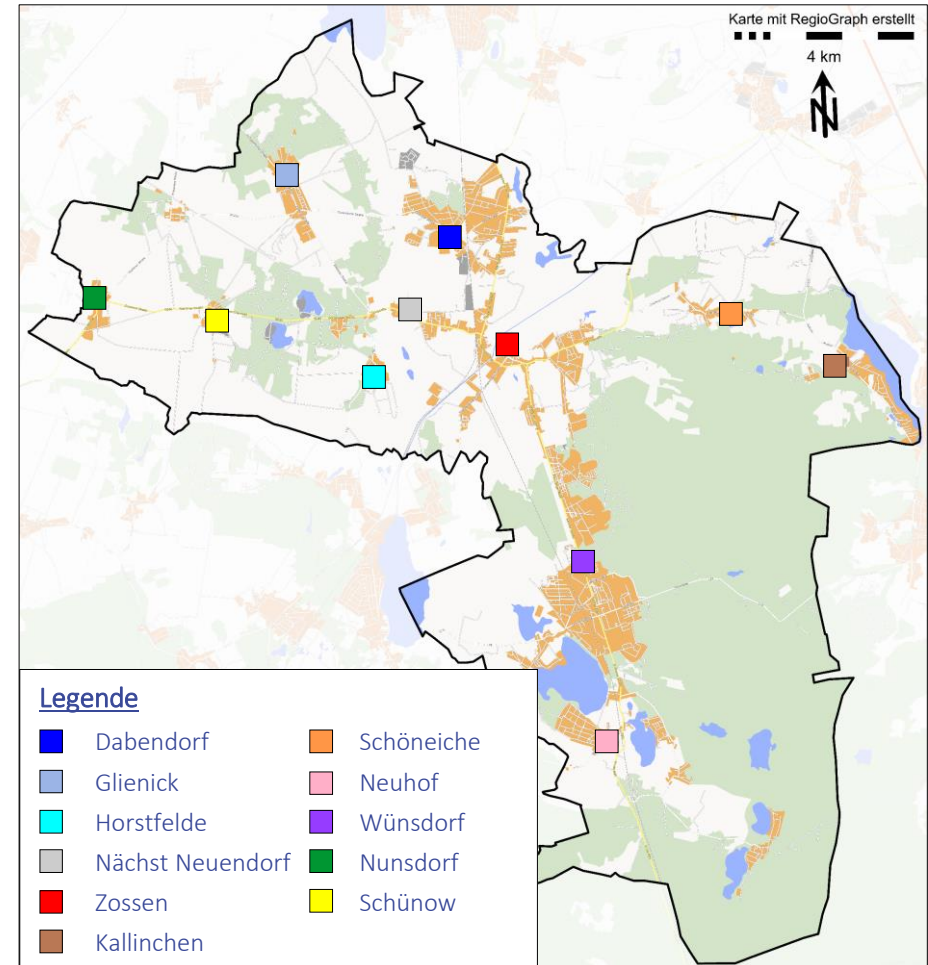 Karte mit RegioGraph erstellt
4 km
N
Legende
Dabendorf
Glienick
Horstfelde
Nächst Neuendorf
Zossen
Kallinchen
Schöneiche
Neuhof
Wünsdorf
Nunsdorf
Schünow